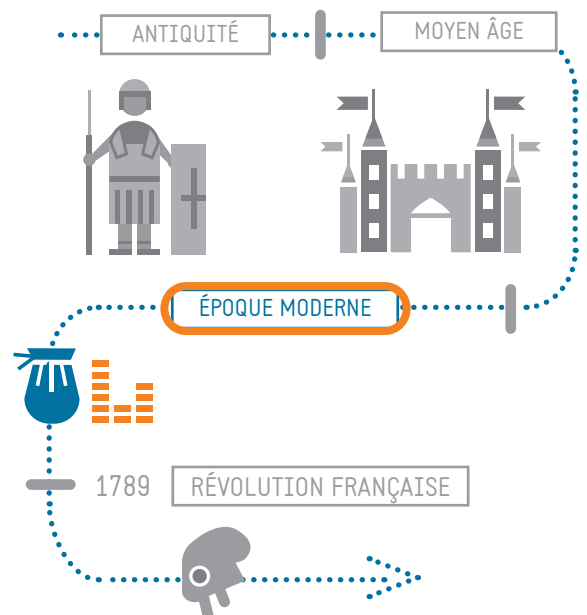 ANTIQUITÉ
MOYEN ÂGE
ÉPOQUE MODERNE
1789 RÉVOLUTION FRANÇAISE